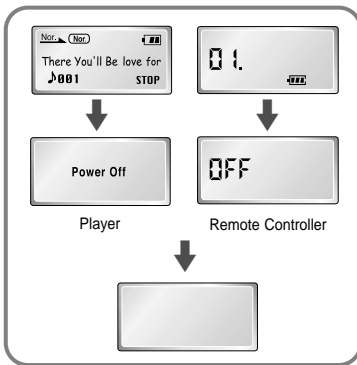 Nor. Nor.
There You'll Be love for
♪001 STOP
01.
Power Off
OFF
Player
Remote Controller